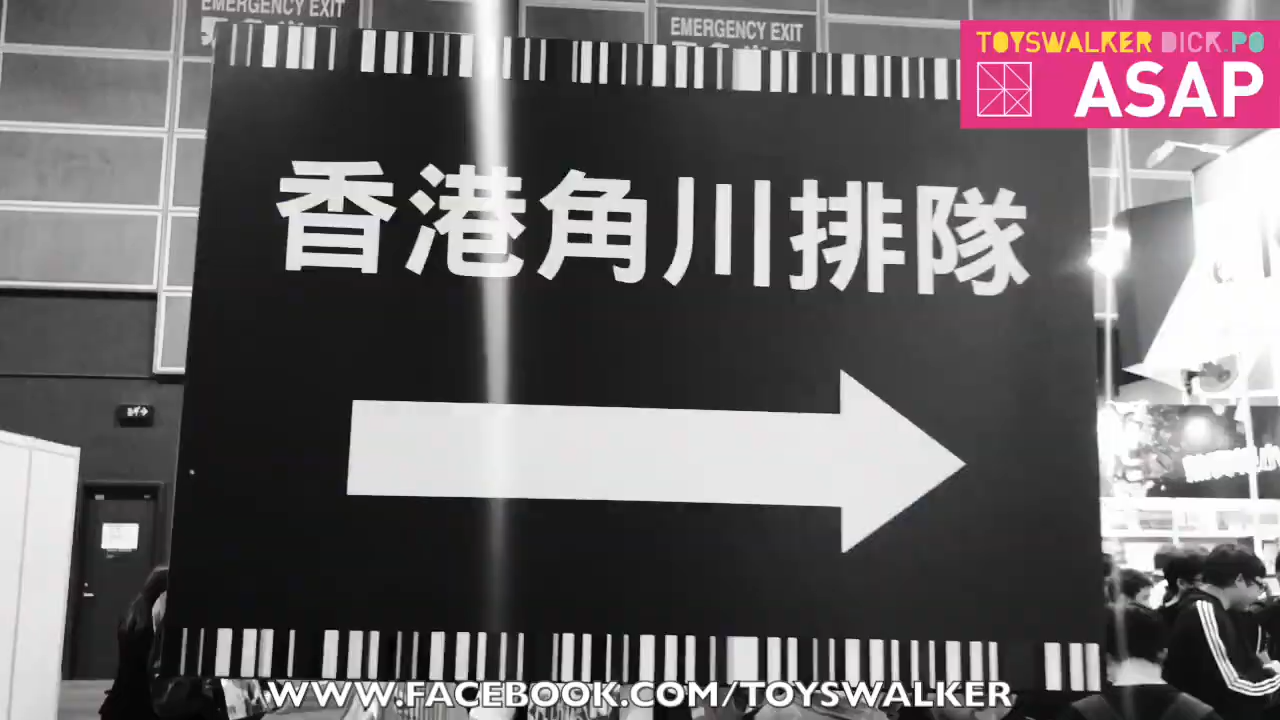 EMERGENCY EXIT
EMERGENCY EXIT
TOYSWALKER DICK.PO
ASAP
香港角川排隊
WWW.FACEBOOK.COM/TOYSWALKER